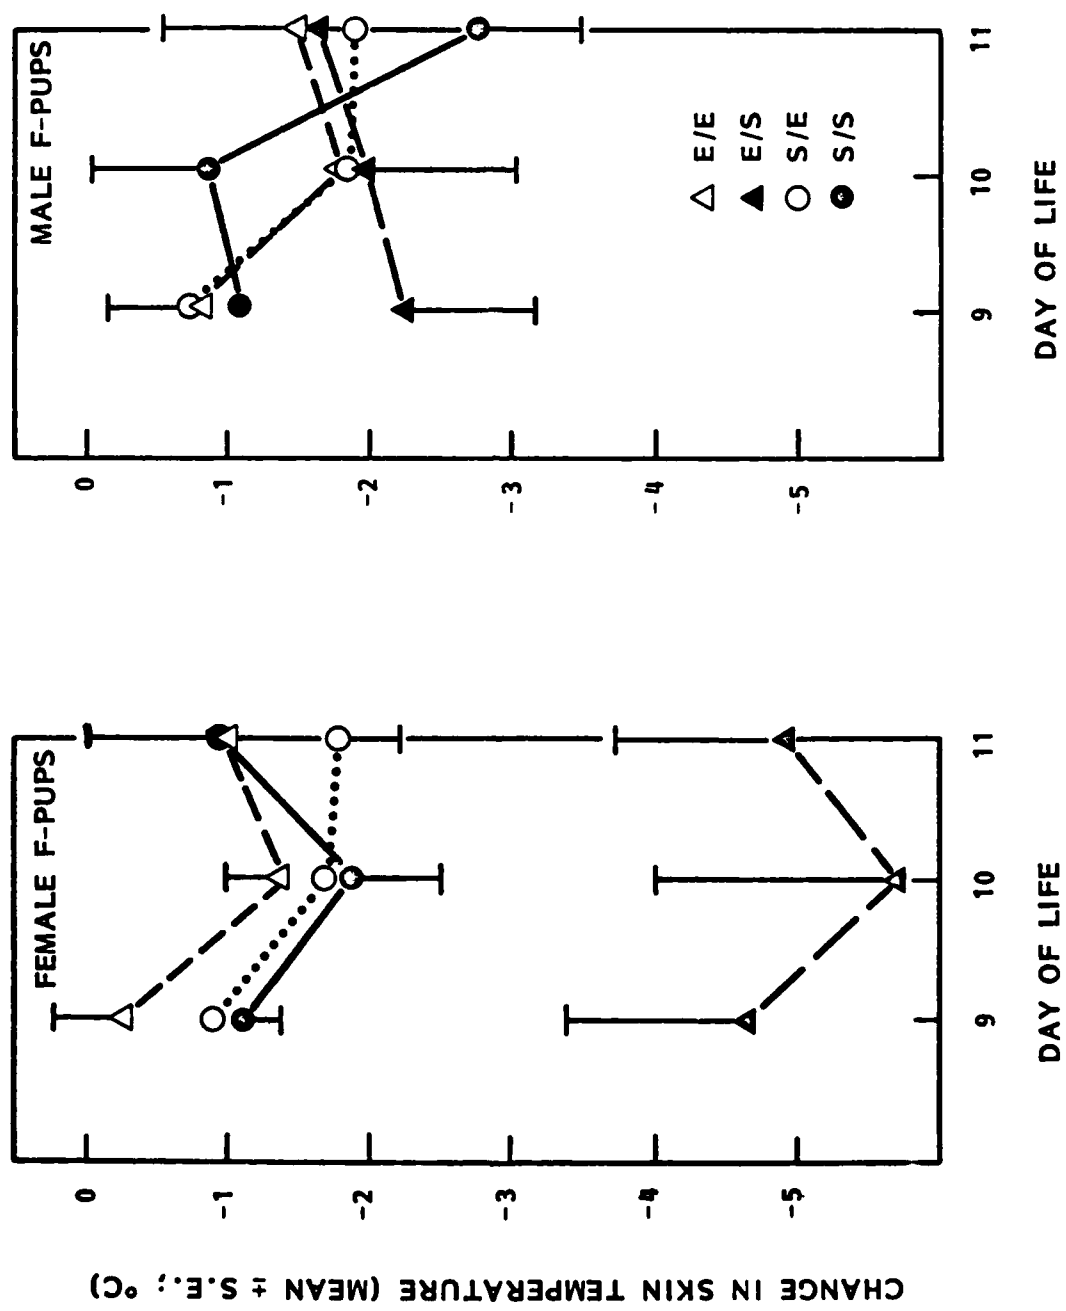 CHANGE IN SKIN TEMPERATURE (MEAN ± S.E.; °C)
FEMALE F-PUPS
0
-1
-2
-3
-4
-5
9
10
11
DAY OF LIFE
MALE F-PUPS
0
-1
-2
-3
-4
-5
E/E
E/S
S/E
S/S
9
10
11
DAY OF LIFE